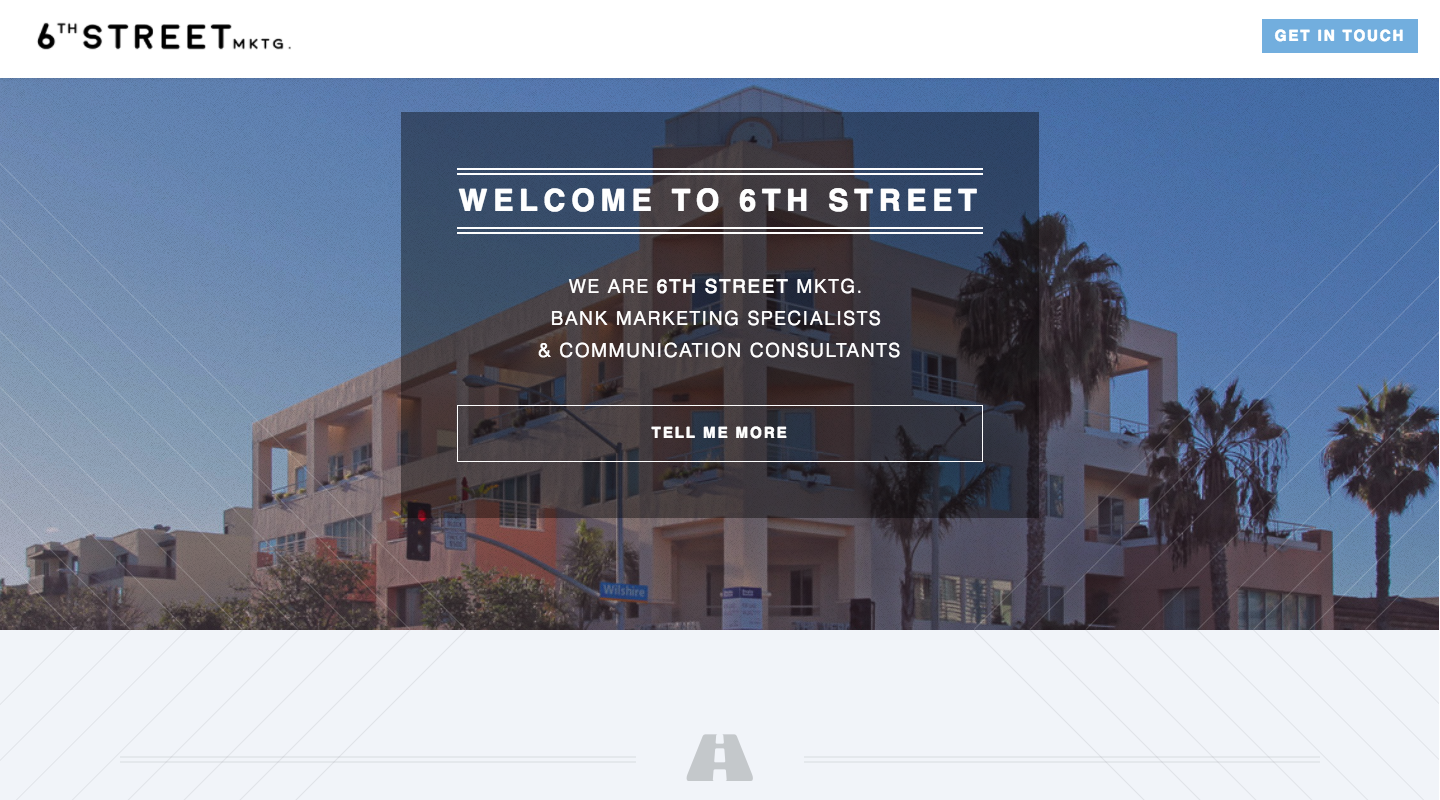 6TH STREET MKTG.
GET IN TOUCH
WELCOME TO 6TH STREET
WE ARE 6TH STREET MKTG.
BANK MARKETING SPECIALISTS
& COMMUNICATION CONSULTANTS
TELL ME MORE
Wilshire